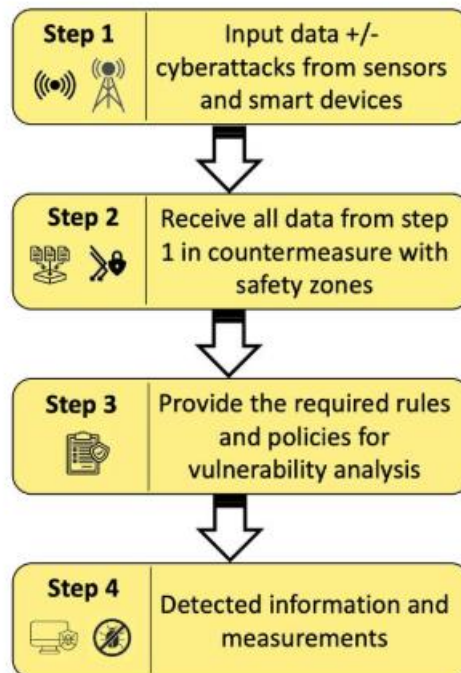 Step 1
Input data +/-
cyberattacks from sensors
and smart devices
Step 2
Receive all data from step
1 in countermeasure with
safety zones
Step 3
Provide the required rules
and policies for
vulnerability analysis
Step 4
Detected information and
measurements